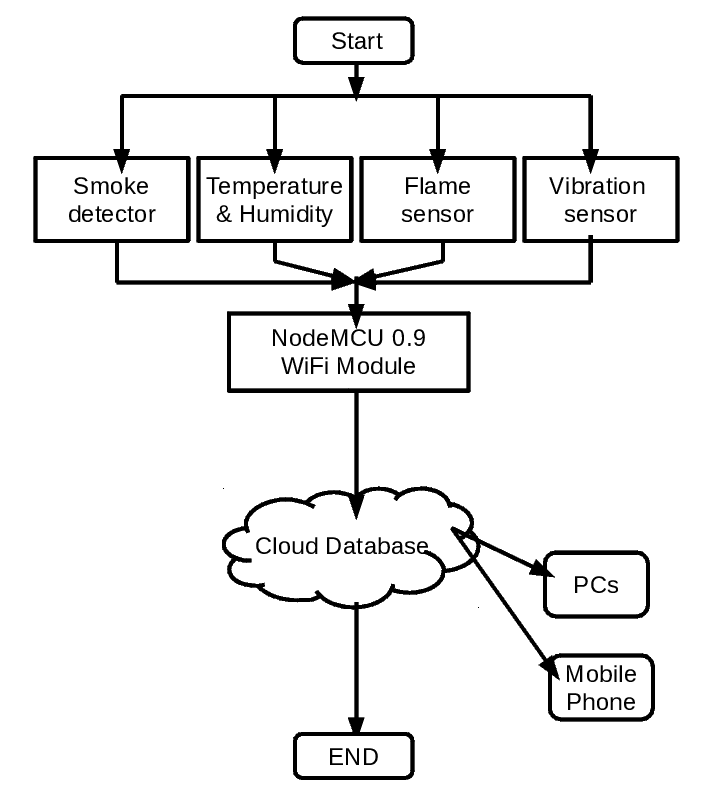 Start
Smoke
detector
Temperature
& Humidity
Flame
sensor
Vibration
sensor
NodeMCU 0.9
WiFi Module
Cloud Database
PCs
Mobile
Phone
END